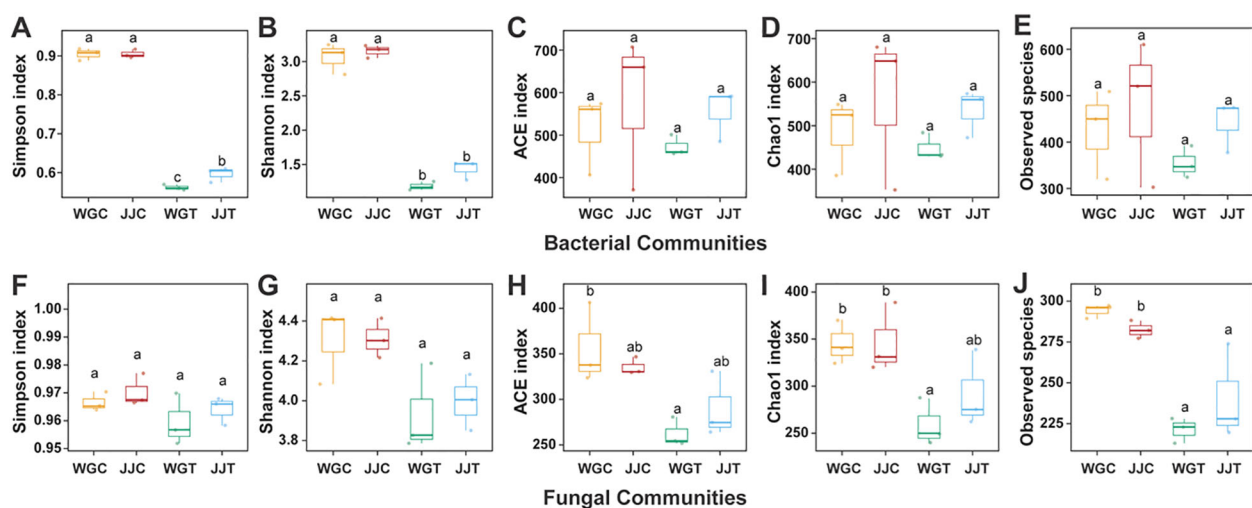 A
Simpson index
0.9
0.6
a
a
c
b
WGC JJC WGT JJT
B
Shannon index
3.0
2.5
2.0
1.5
a
a
b
b
WGC JJC WGT JJT
C
ACE index
700
600
500
400
a
a
a
a
WGC JJC WGT JJT
D
Chao1 index
700
600
500
400
a
a
a
a
WGC JJC WGT JJT
E
Observed species
600
500
400
300
a
a
a
a
WGC JJC WGT JJT
Bacterial Communities
F
Simpson index
1.00
0.99
0.98
0.97
0.96
0.95
a
a
a
a
WGC JJC WGT JJT
G
Shannon index
4.4
4.2
4.0
3.8
a
a
a
a
WGC JJC WGT JJT
H
ACE index
400
350
300
250
b
ab
a
ab
WGC JJC WGT JJT
I
Chao1 index
400
350
300
250
b
b
a
ab
WGC JJC WGT JJT
J
Observed species
300
275
250
225
b
b
a
a
WGC JJC WGT JJT
Fungal Communities